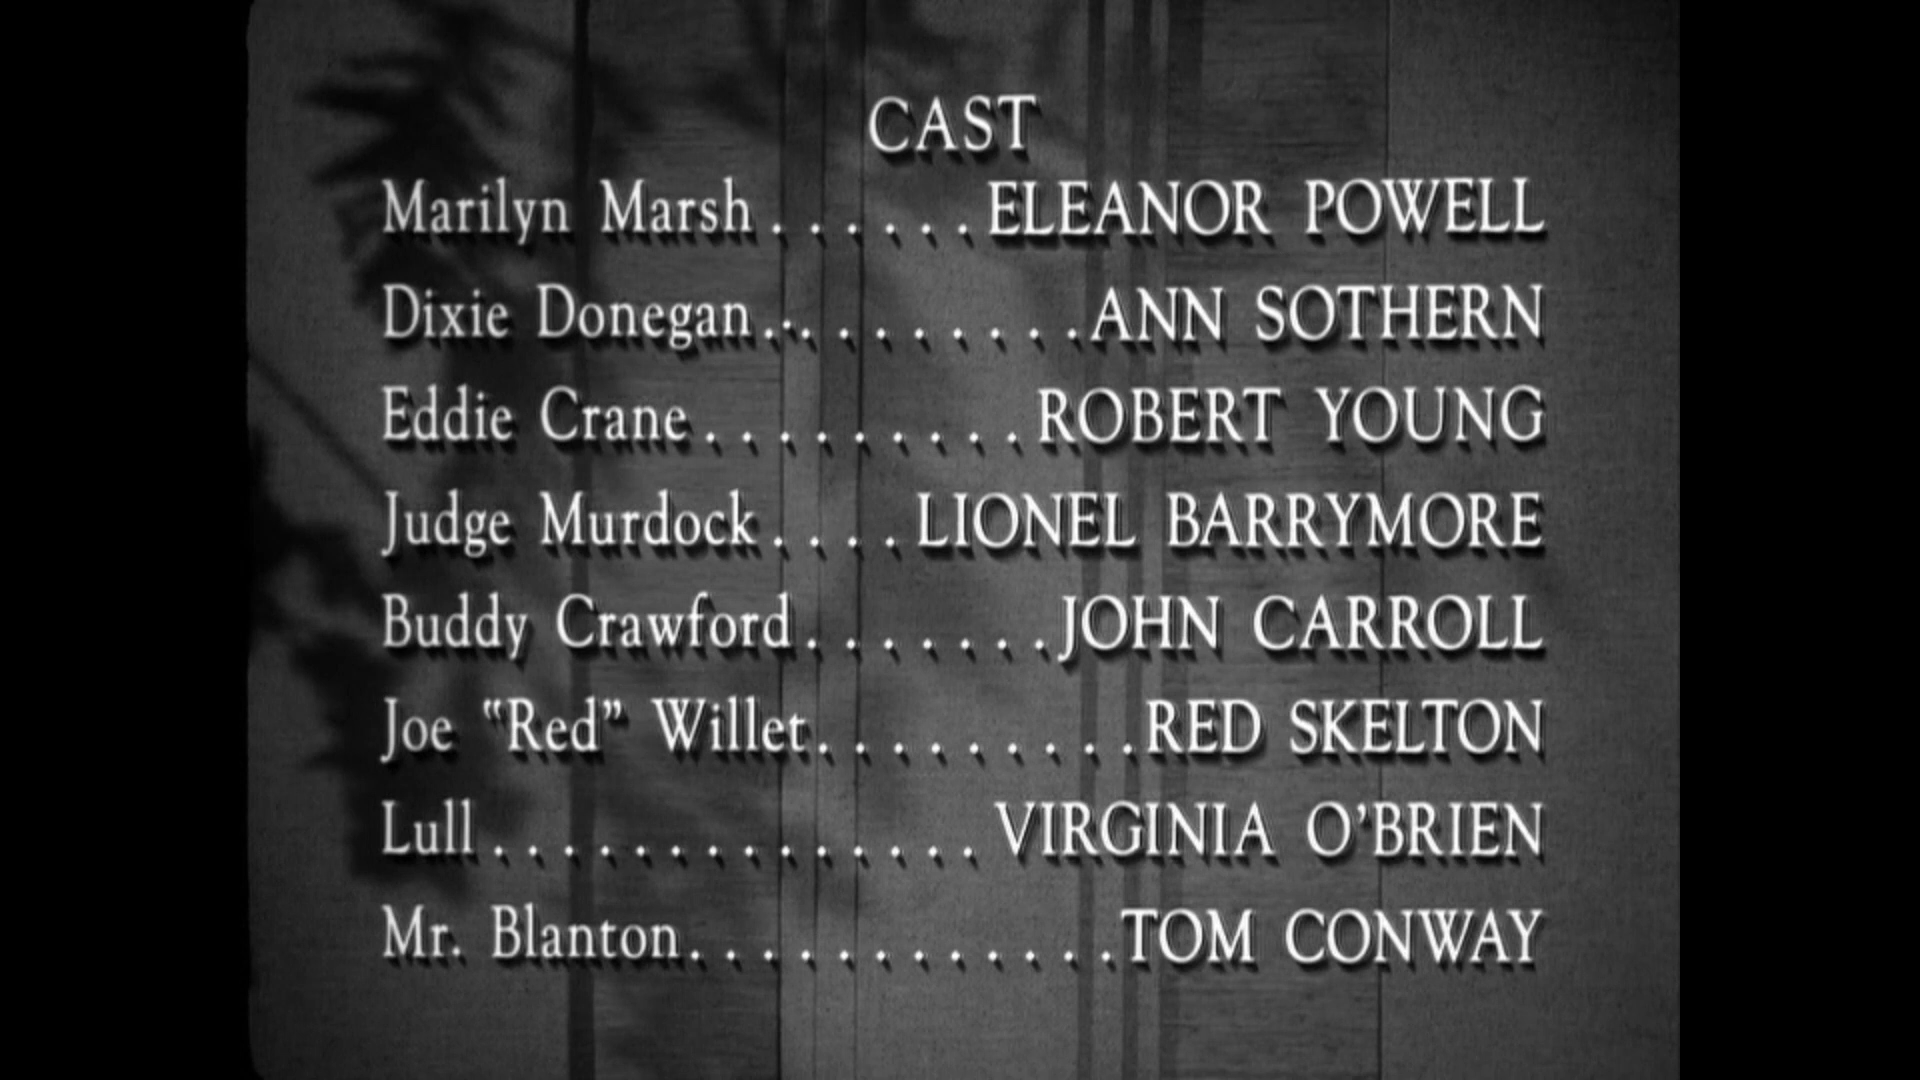 CAST
Marilyn Marsh . . . . . . ELEANOR POWELL
Dixie Donegan . . . . . . . . . . ANN SOTHERN
Eddie Crane . . . . . . . . . ROBERT YOUNG
Judge Murdock . . . . LIONEL BARRYMORE
Buddy Crawford . . . . . . . JOHN CARROLL
Joe “Red” Willet . . . . . . . . . RED SKELTON
Lull . . . . . . . . . . . . . . VIRGINIA O’BRIEN
Mr. Blanton . . . . . . . . . . . . TOM CONWAY